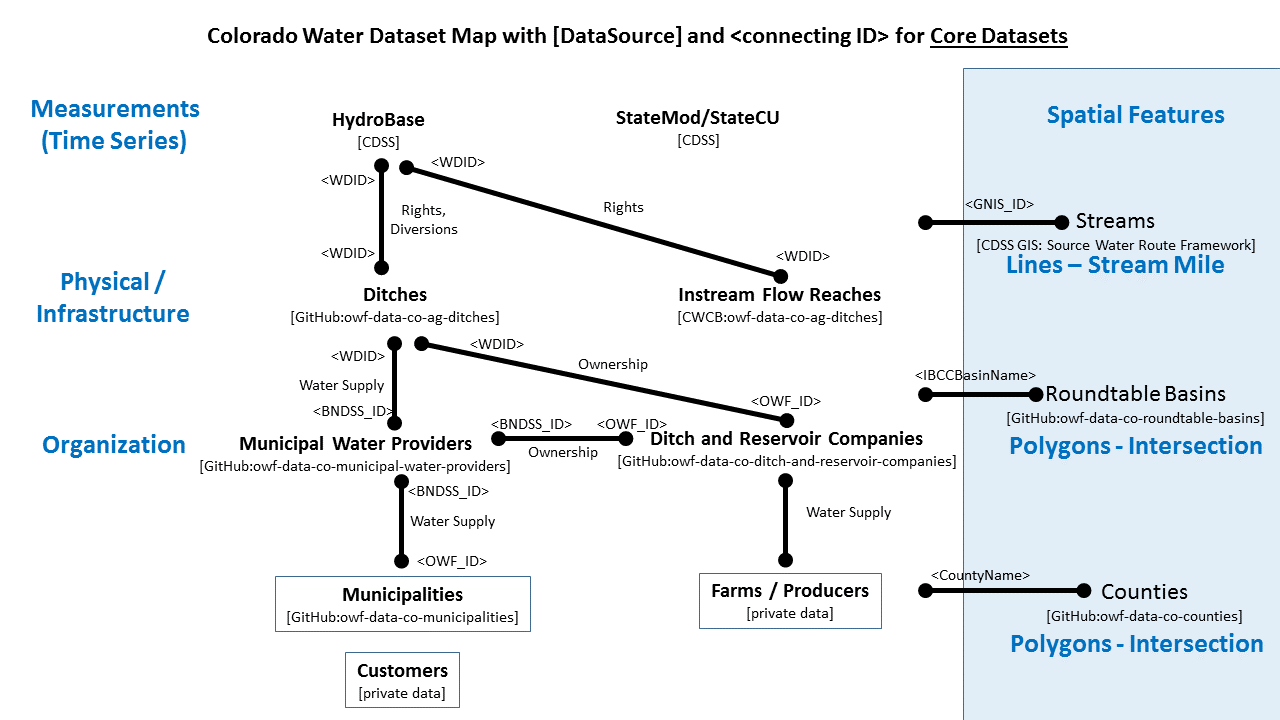 Colorado Water Dataset Map with [DataSource] and <connecting ID> for Core Datasets
Measurements
(Time Series)
HydroBase
[CDSS]
StateMod/StateCU
[CDSS]
Spatial Features
<WDID>
<WDID>
Rights,
Diversions
Rights
<WDID>
<WDID>
<GNIS_ID>
Streams
[CDSS GIS: Source Water Route Framework]
Lines – Stream Mile
Physical /
Infrastructure
Ditches
[GitHub:owf-data-co-ag-ditches]
Instream Flow Reaches
[CWCB:owf-data-co-ag-ditches]
<WDID>
<WDID>
Water Supply
Ownership
<BNDSS_ID>
<OWF_ID>
<IBCCBasinName>
Roundtable Basins
[GitHub:owf-data-co-roundtable-basins]
Polygons - Intersection
Organization
Municipal Water Providers
[GitHub:owf-data-co-municipal-water-providers]
<BNDSS_ID>
<OWF_ID>
Ownership
Ditch and Reservoir Companies
[GitHub:owf-data-co-ditch-and-reservoir-companies]
<BNDSS_ID>
Water Supply
<OWF_ID>
Water Supply
Municipalities
[GitHub:owf-data-co-municipalities]
Farms / Producers
[private data]
<CountyName>
Counties
[GitHub:owf-data-co-counties]
Polygons - Intersection
Customers
[private data]